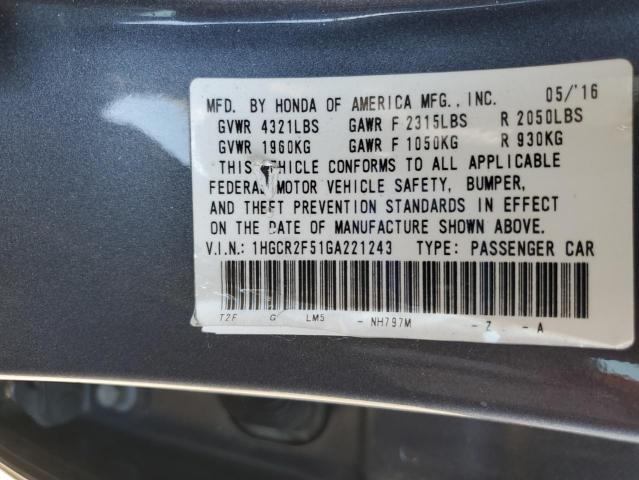 MFD. BY HONDA OF AMERICA MFG., INC. 05/'16
GVWR 4321LBS GAWR F 2315LBS R 2050LBS
GVWR 1960KG GAWR F 1050KG R 930KG
THIS VEHICLE CONFORMS TO ALL APPLICABLE
FEDERAL MOTOR VEHICLE SAFETY, BUMPER,
AND THEFT PREVENTION STANDARDS IN EFFECT
ON THE DATE OF MANUFACTURE SHOWN ABOVE.
V.I.N.: 1HGCR2F51GA221243 TYPE: PASSENGER CAR
T2F G LM5 - NH797M - Z - A